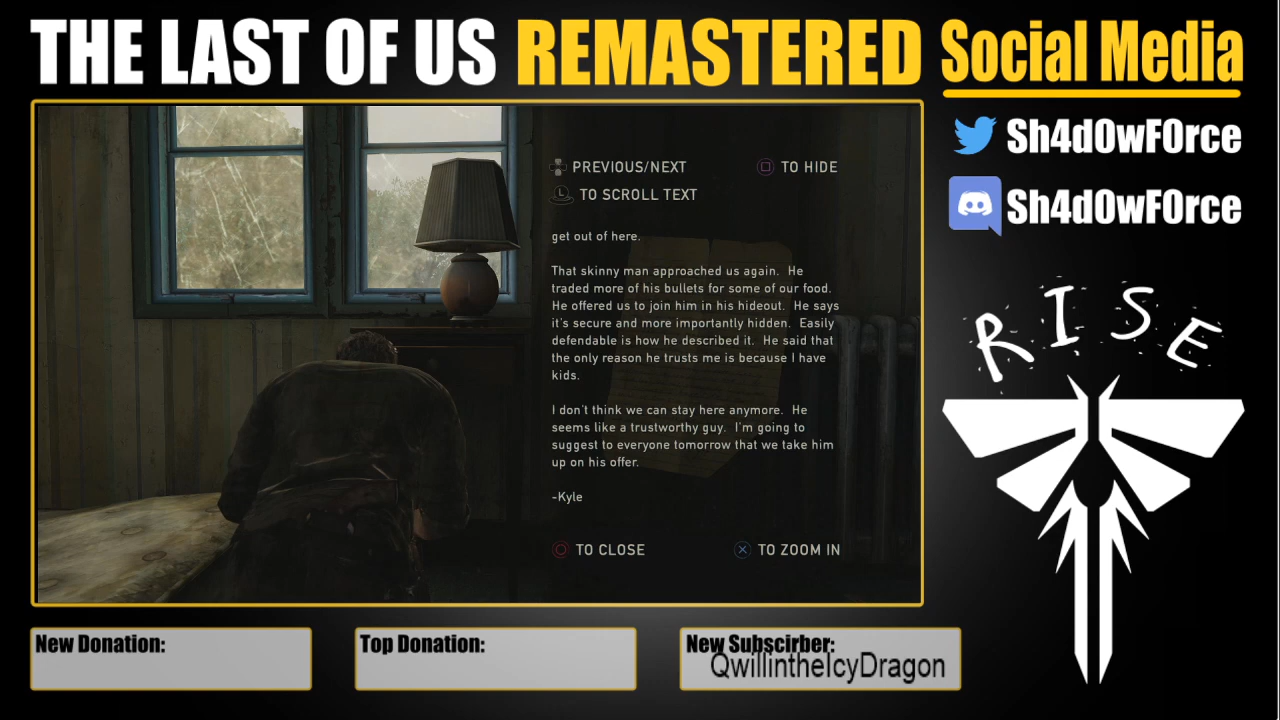 THE LAST OF US REMASTERED
Social Media
Sh4d0wF0rce
Sh4d0wF0rce
RISE
PREVIOUS/NEXT
TO HIDE
L TO SCROLL TEXT
get out of here.
That skinny man approached us again. He
traded more of his bullets for some of our food.
He offered us to join him in his hideout. He says
it's secure and more importantly hidden. Easily
defendable is how he described it. He said that
the only reason he trusts me is because I have
kids.
I don't think we can stay here anymore. He
seems like a trustworthy guy. I'm going to
suggest to everyone tomorrow that we take him
up on his offer.
-Kyle
TO CLOSE
TO ZOOM IN
New Donation:
Top Donation:
New Subscirber:
QwillintheIcyDragon